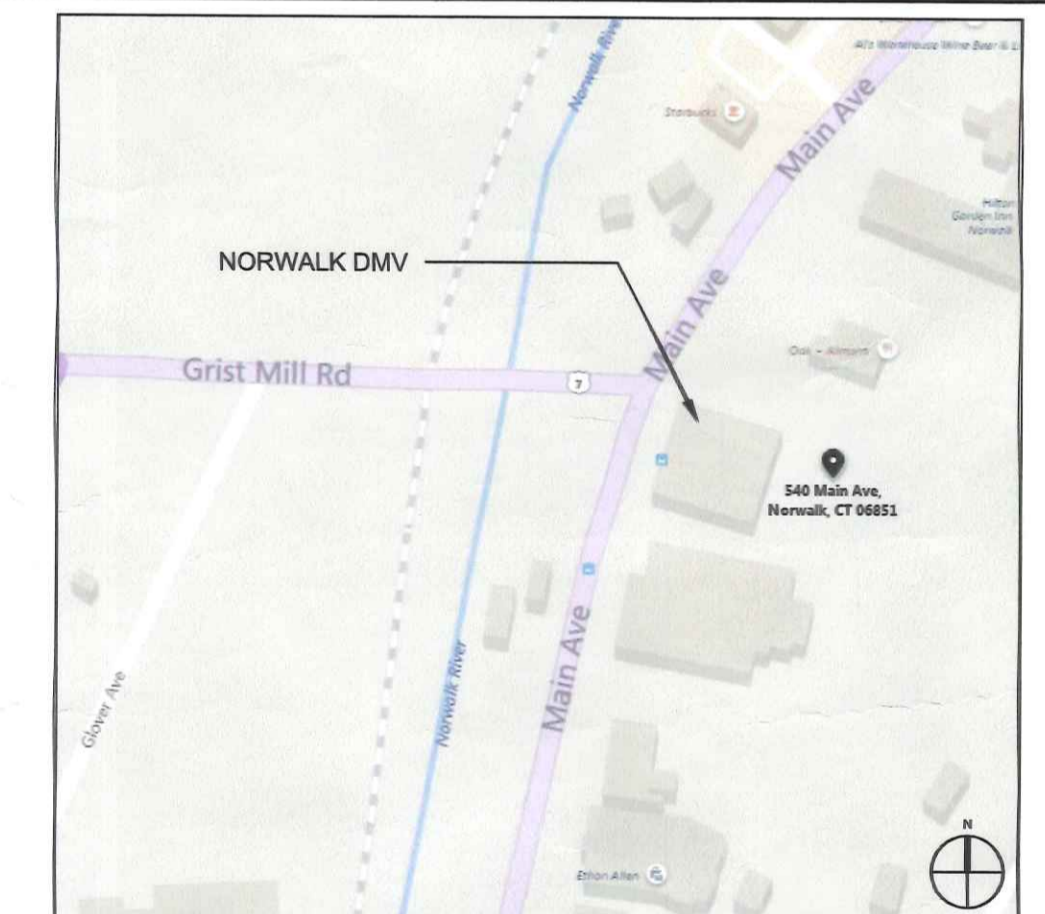 Norwalk River
Starbucks
Main Ave
Hilton
Garden Inn
Norwalk
NORWALK DMV
Main Ave
Grist Mill Rd
7
540 Main Ave,
Norwalk, CT 06851
Main Ave
Norwalk River
Glover Ave
N
Ethan Allen